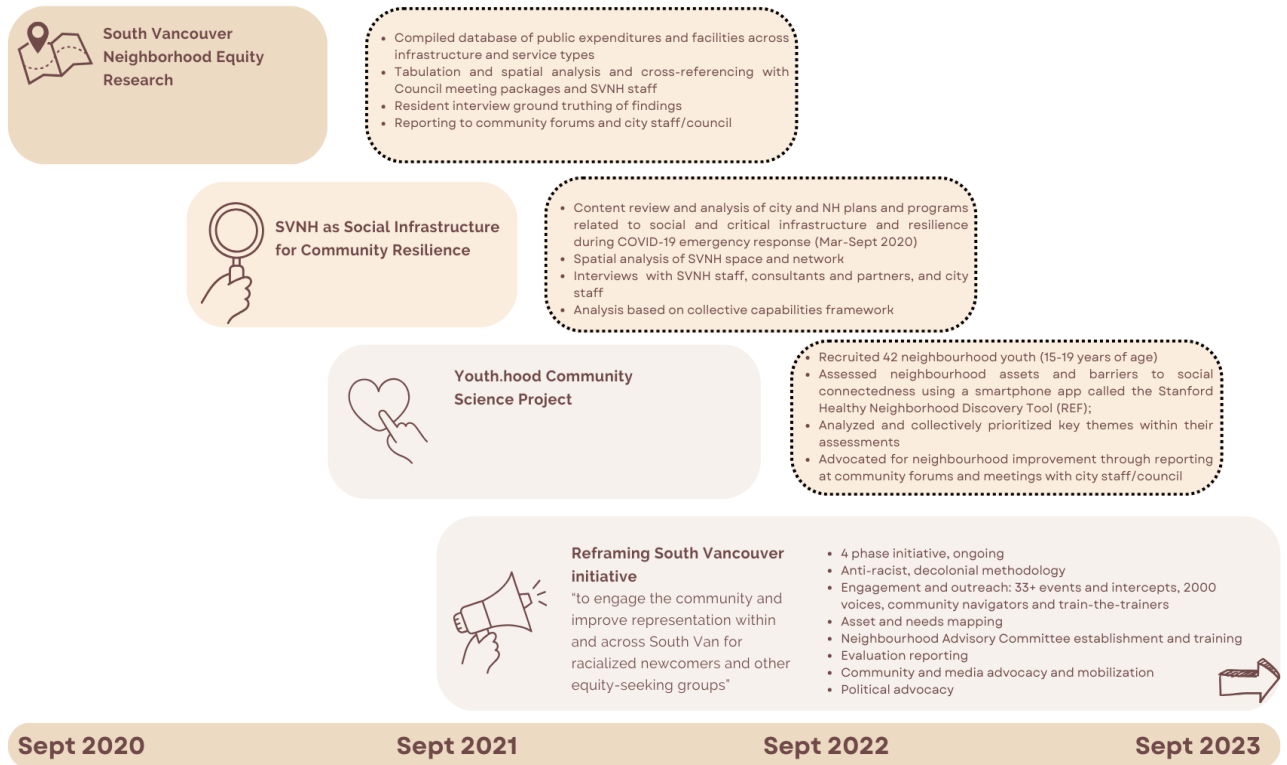 South Vancouver
Neighborhood Equity
Research
• Compiled database of public expenditures and facilities across
infrastructure and service types
• Tabulation and spatial analysis and cross-referencing with
Council meeting packages and SVNH staff
• Resident interview ground truthing of findings
• Reporting to community forums and city staff/council
SVNH as Social Infrastructure
for Community Resilience
• Content review and analysis of city and NH plans and programs
related to social and critical infrastructure and resilience
during COVID-19 emergency response (Mar-Sept 2020)
• Spatial analysis of SVNH space and network
• Interviews with SVNH staff, consultants and partners, and city
staff
• Analysis based on collective capabilities framework
Youth.hood Community
Science Project
• Recruited 42 neighbourhood youth (15-19 years of age)
• Assessed neighbourhood assets and barriers to social
connectedness using a smartphone app called the Stanford
Healthy Neighborhood Discovery Tool (REF);
• Analyzed and collectively prioritized key themes within their
assessments
• Advocated for neighbourhood improvement through reporting
at community forums and meetings with city staff/council
Reframing South Vancouver
initiative
"to engage the community and
improve representation within
and across South Van for
racialized newcomers and other
equity-seeking groups"
• 4 phase initiative, ongoing
• Anti-racist, decolonial methodology
• Engagement and outreach: 33+ events and intercepts, 2000
voices, community navigators and train-the-trainers
• Asset and needs mapping
• Neighbourhood Advisory Committee establishment and training
• Evaluation reporting
• Community and media advocacy and mobilization
• Political advocacy
Sept 2020 Sept 2021 Sept 2022 Sept 2023